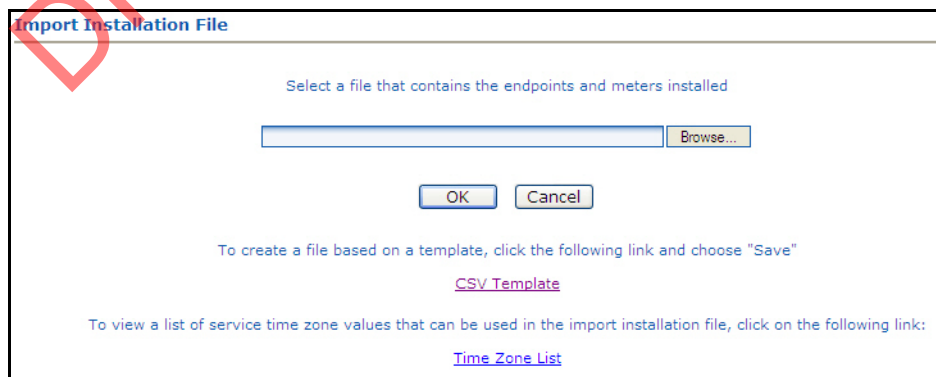 Import Installation File
Select a file that contains the endpoints and meters installed
Browse...
OK Cancel
To create a file based on a template, click the following link and choose "Save"
CSV Template
To view a list of service time zone values that can be used in the import installation file, click on the following link:
Time Zone List